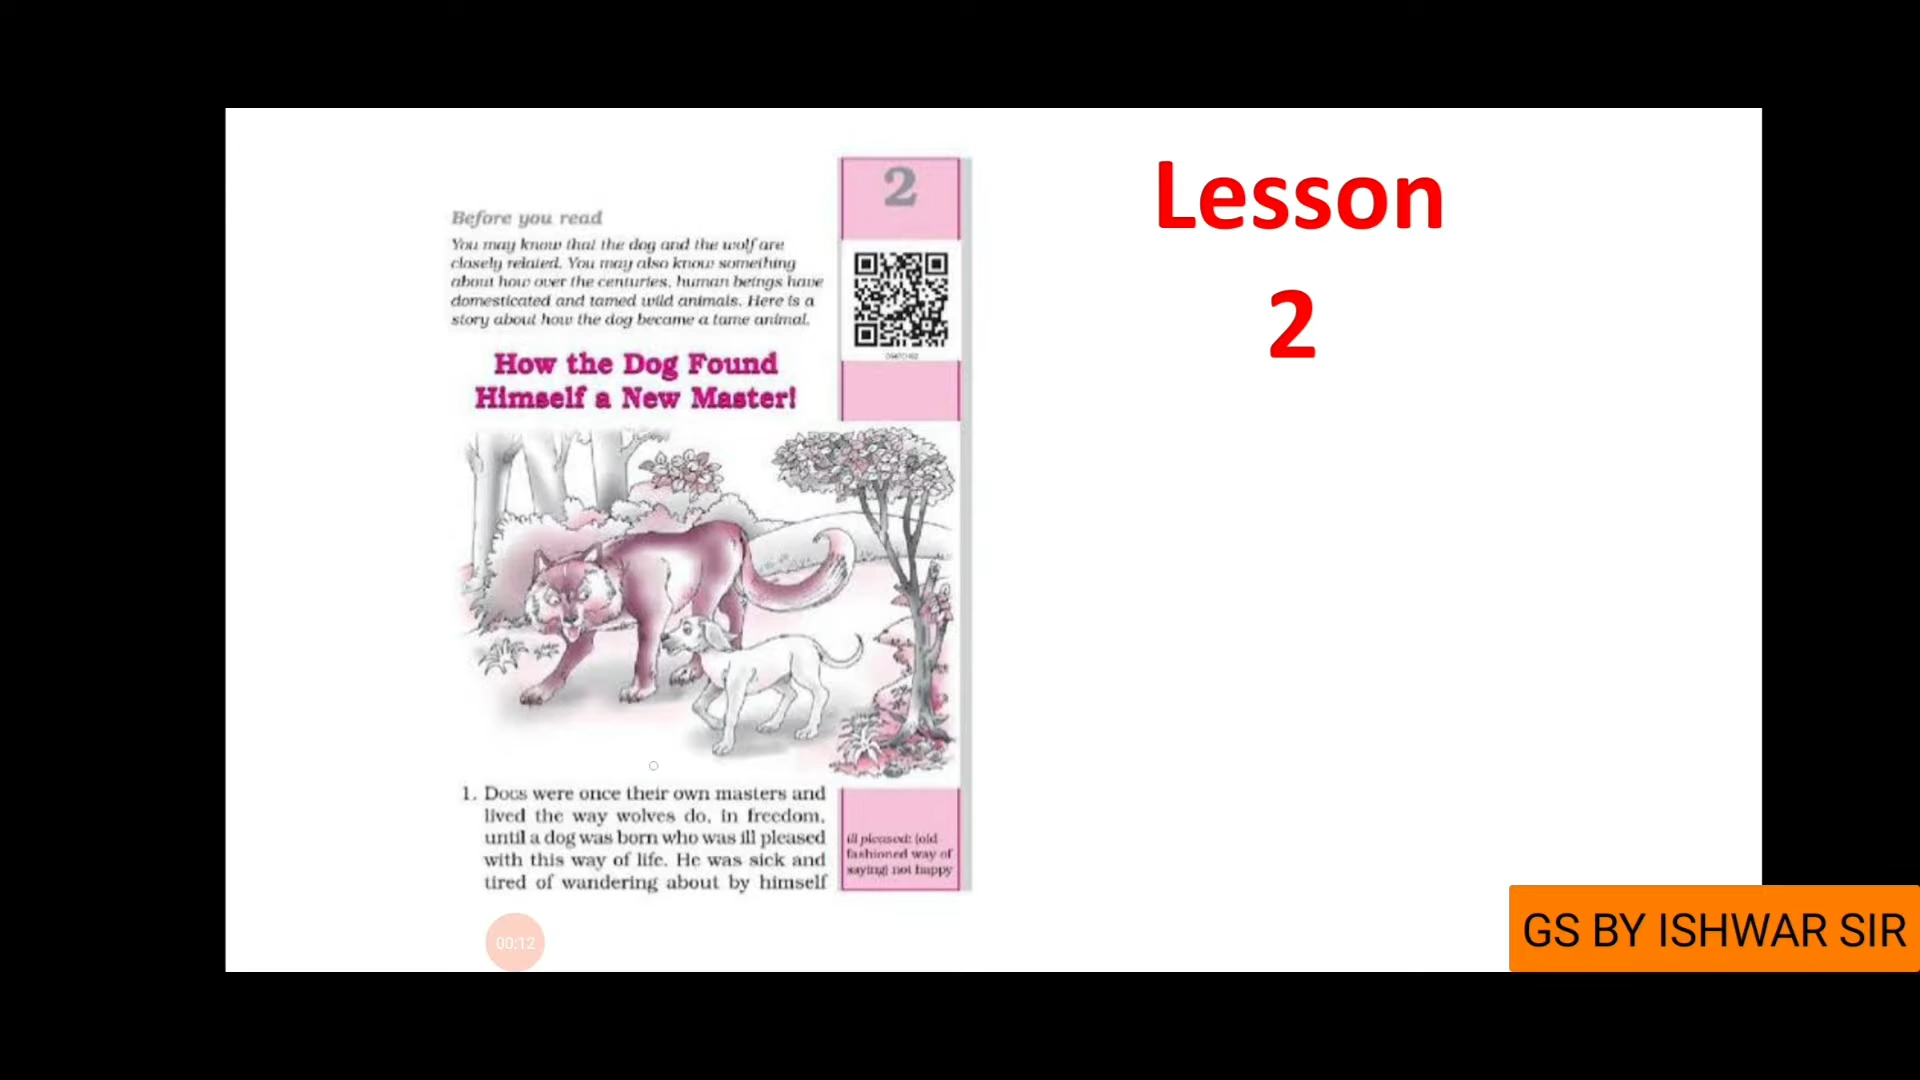 2
Before you read
You may know that the dog and the wolf are
closely related. You may also know something
about how over the centuries, human beings have
domesticated and tamed wild animals. Here is a
story about how the dog became a tame animal.
How the Dog Found
Himself a New Master!
1. Dogs were once their own masters and
lived the way wolves do, in freedom,
until a dog was born who was ill pleased
with this way of life. He was sick and
tired of wandering about by himself
ill pleased: (old
fashioned way of
saying) not happy
Lesson
2
00:12
GS BY ISHWAR SIR